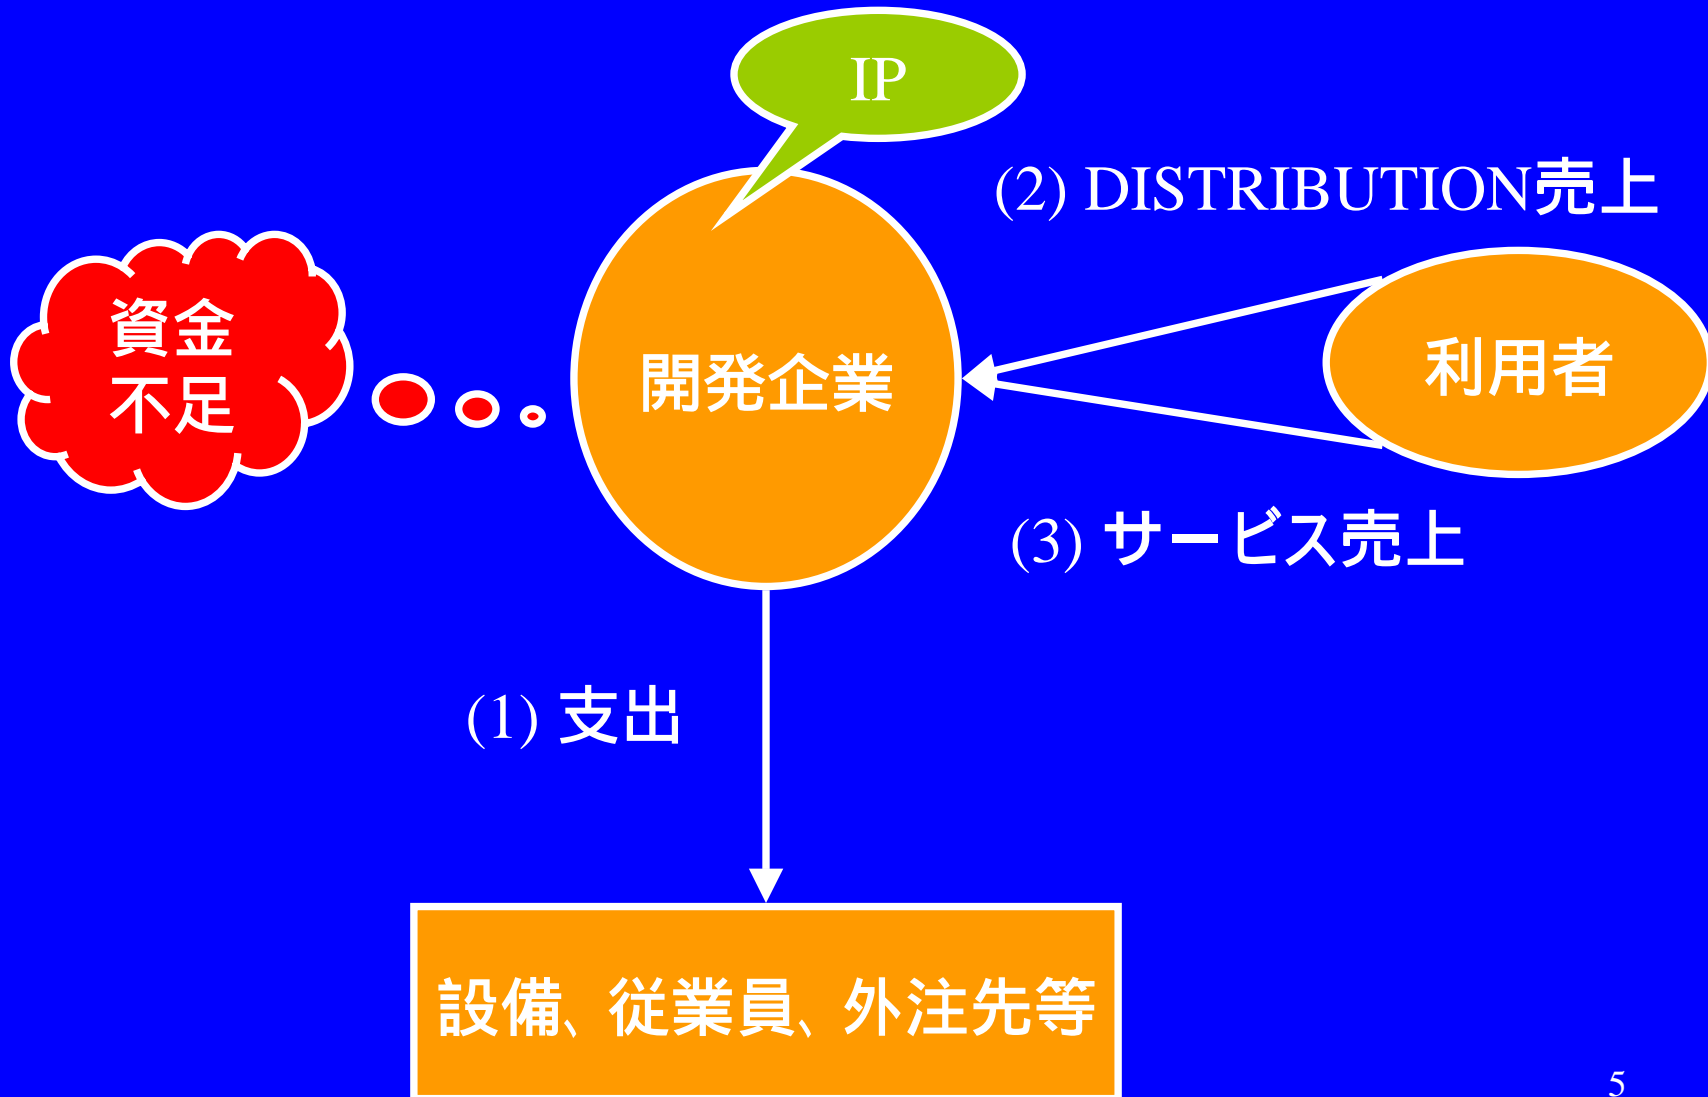 IP
(2) DISTRIBUTION売上
資金
不足
開発企業
利用者
(3) サービス売上
(1) 支出
設備、従業員、外注先等
5